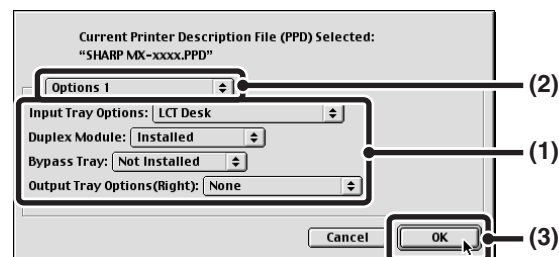 Current Printer Description File (PPD) Selected:
“SHARP MX-xxxx.PPD”
Options 1
(2)
Input Tray Options: LCT Desk
Duplex Module: Installed
(1)
Bypass Tray: Not Installed
Output Tray Options(Right): None
Cancel
OK
(3)